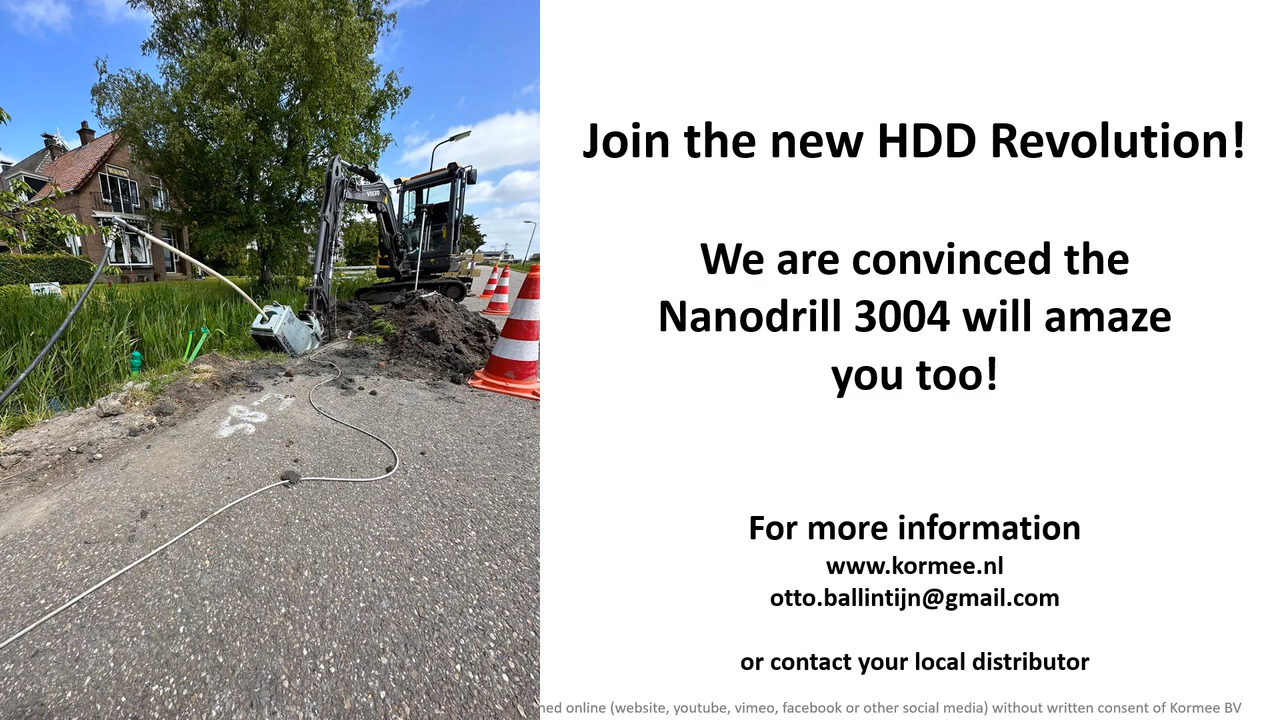 Join the new HDD Revolution!
We are convinced the
Nanodrill 3004 will amaze
you too!
For more information
www.kormee.nl
otto.ballintijn@gmail.com
or contact your local distributor
online (website, youtube, vimeo, facebook or other social media) without written consent of Kormee BV
VOLVO